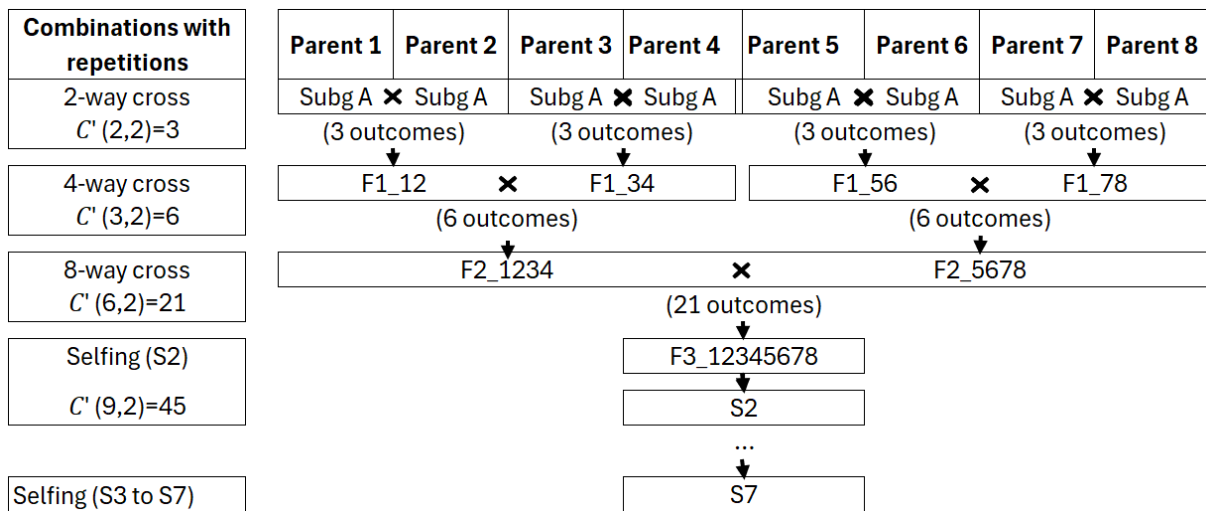 Combinations with repetitions
Parent 1 Parent 2 Parent 3 Parent 4 Parent 5 Parent 6 Parent 7 Parent 8
2-way cross
C' (2,2)=3
Subg A × Subg A Subg A × Subg A Subg A × Subg A Subg A × Subg A
(3 outcomes) (3 outcomes) (3 outcomes) (3 outcomes)
4-way cross
C' (3,2)=6
F1_12 × F1_34 F1_56 × F1_78
(6 outcomes) (6 outcomes)
8-way cross
C' (6,2)=21
F2_1234 × F2_5678
(21 outcomes)
Selfing (S2)
C' (9,2)=45
F3_12345678
S2
...
Selfing (S3 to S7)
S7